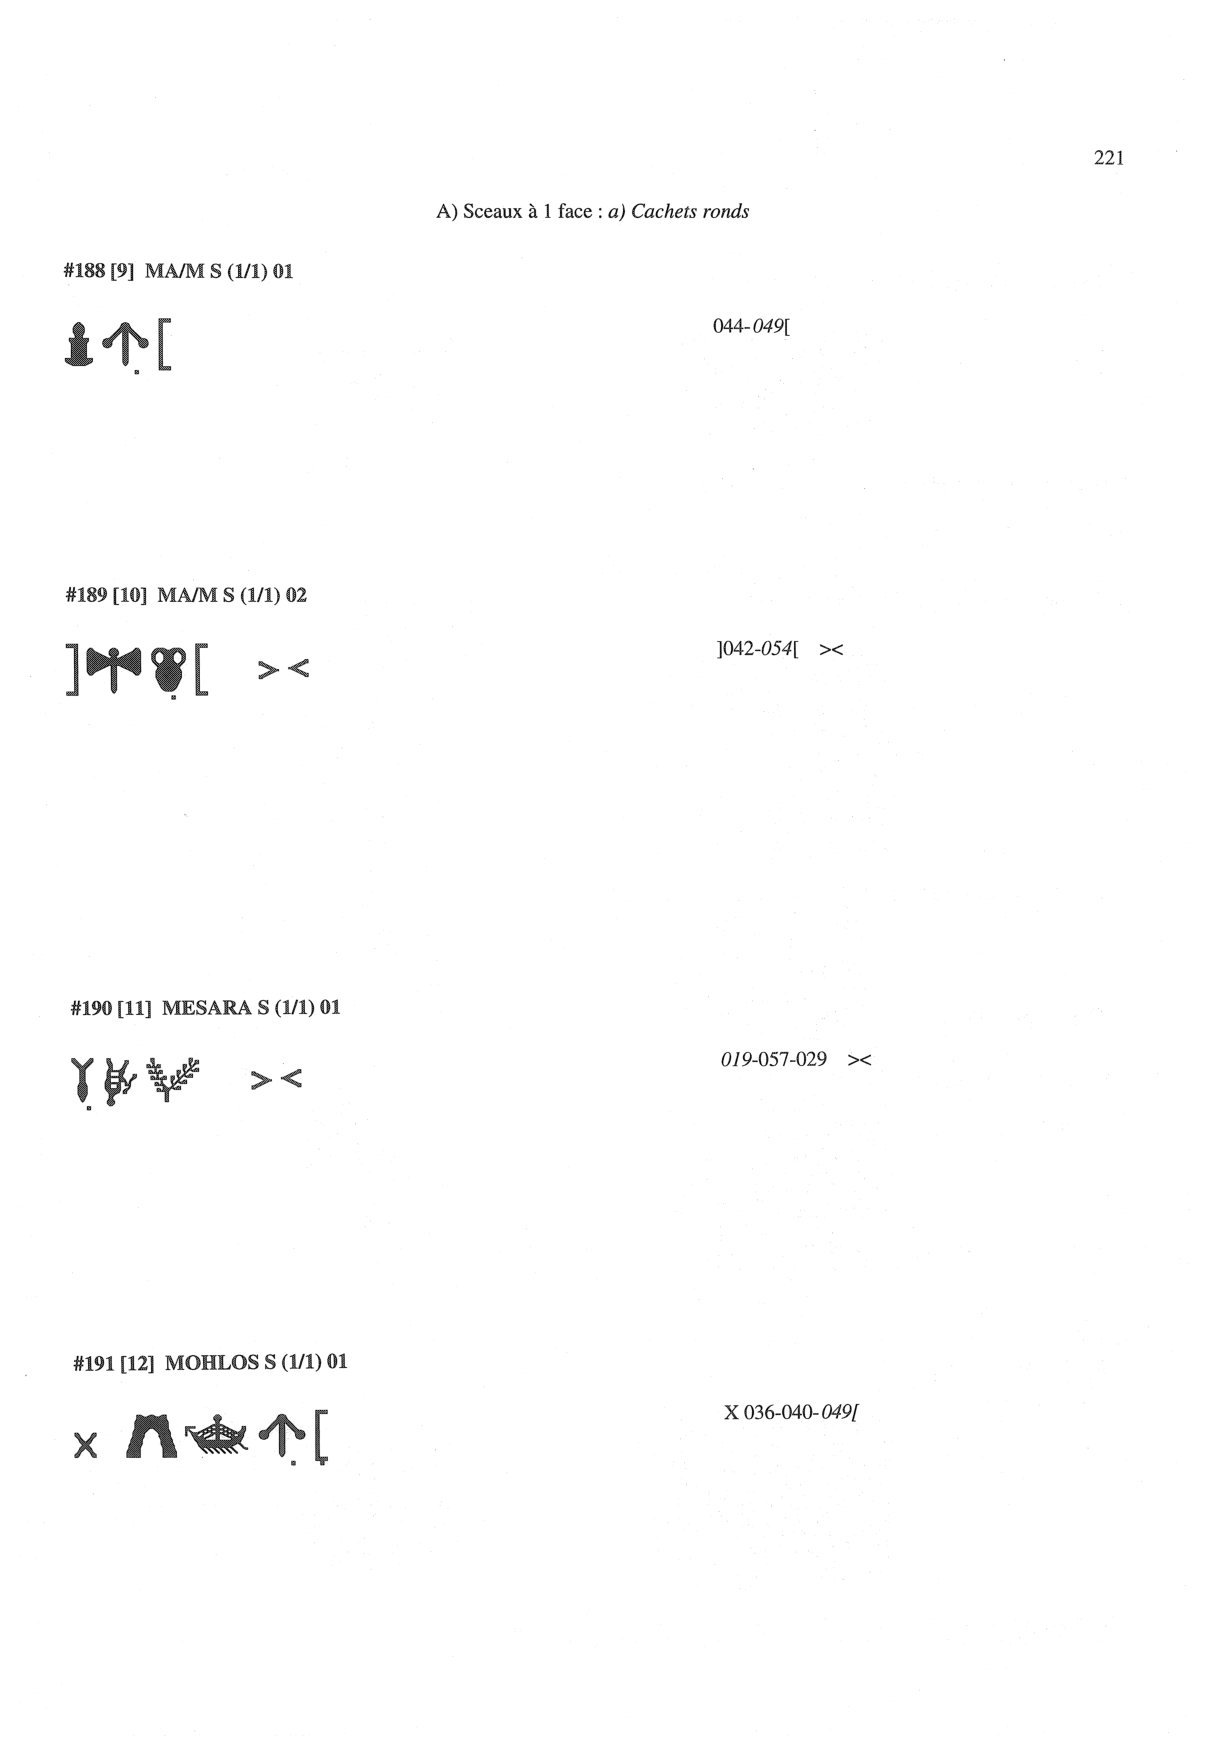 221
A) Sceaux à 1 face : a) Cachets ronds
#188 [9] MA/M S (1/1) 01
[ 044-049[
#189 [10] MA/M S (1/1) 02
] [ >< ]042-054[ ><
#190 [11] MESARA S (1/1) 01
>< 019-057-029 ><
#191 [12] MOHLOS S (1/1) 01
X [ X 036-040-049[